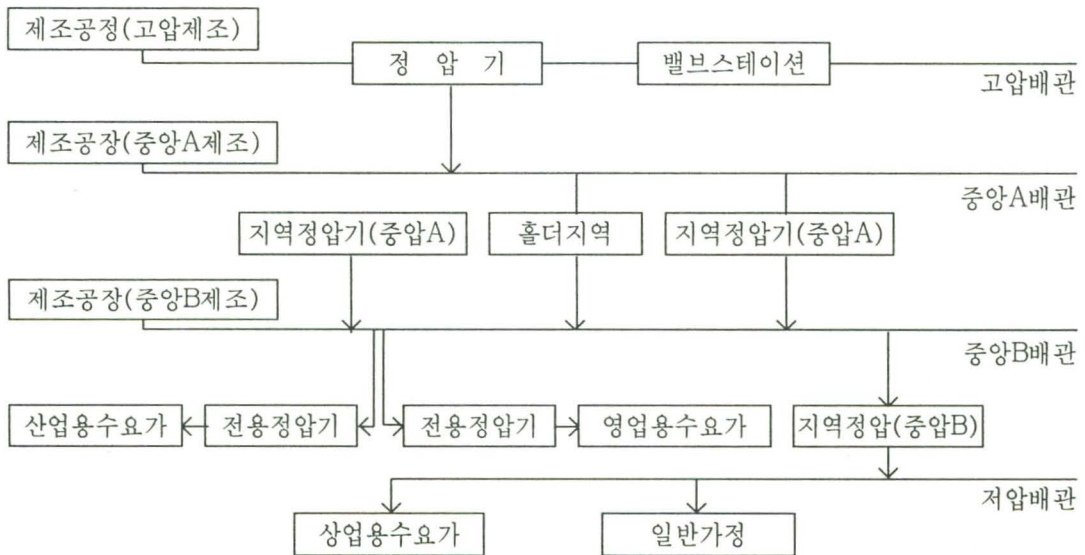 제조공정(고압제조)
정 압 기
밸브스테이션
고압배관
제조공장(중앙A제조)
중앙A배관
지역정압기(중압A)
홀더지역
지역정압기(중압A)
제조공장(중앙B제조)
중앙B배관
산업용수요가
전용정압기
전용정압기
영업용수요가
지역정압(중압B)
저압배관
상업용수요가
일반가정